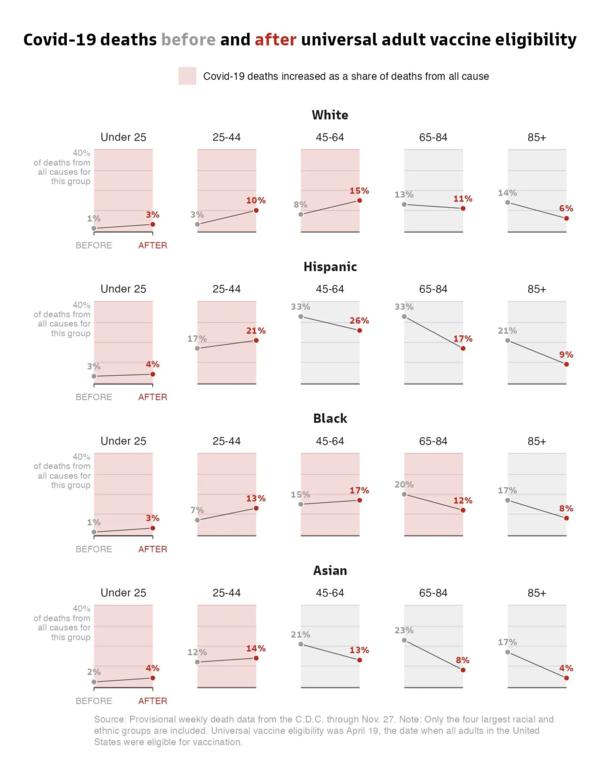 Covid-19 deaths before and after universal adult vaccine eligibility
Covid-19 deaths increased as a share of deaths from all cause
White
Under 25 25-44 45-64 65-84 85+
40%
of deaths from
all causes for
this group
1% 3% 3% 10% 8% 15% 13% 11% 14% 6%
BEFORE AFTER
Hispanic
Under 25 25-44 45-64 65-84 85+
40%
of deaths from
all causes for
this group
3% 4% 17% 21% 33% 26% 33% 17% 21% 9%
BEFORE AFTER
Black
Under 25 25-44 45-64 65-84 85+
40%
of deaths from
all causes for
this group
1% 3% 7% 13% 15% 17% 20% 12% 17% 8%
BEFORE AFTER
Asian
Under 25 25-44 45-64 65-84 85+
40%
of deaths from
all causes for
this group
2% 4% 12% 14% 21% 13% 23% 8% 17% 4%
BEFORE AFTER
Source: Provisional weekly death data from the C.D.C. through Nov. 27. Note: Only the four largest racial and
ethnic groups are included. Universal vaccine eligibility was April 19, the date when all adults in the United
States were eligible for vaccination.